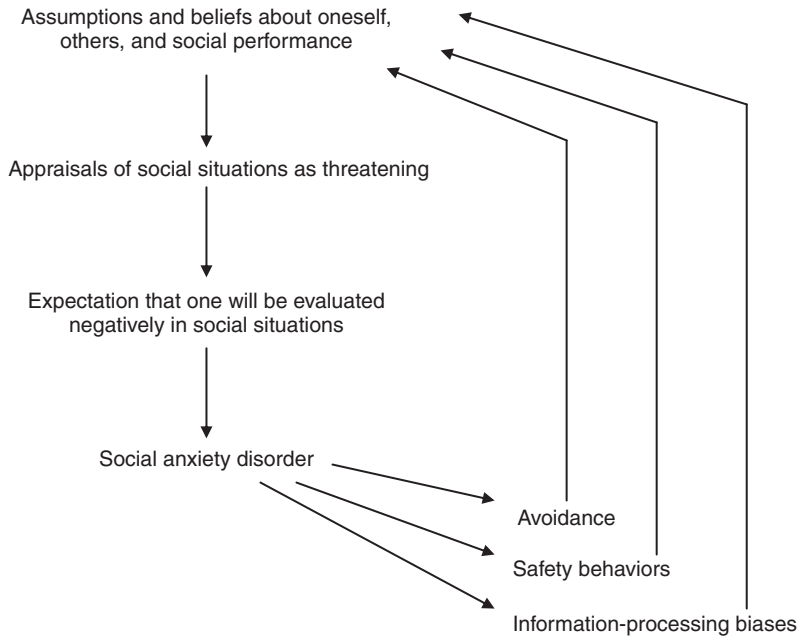 Assumptions and beliefs about oneself,
others, and social performance
Appraisals of social situations as threatening
Expectation that one will be evaluated
negatively in social situations
Social anxiety disorder
Avoidance
Safety behaviors
Information-processing biases